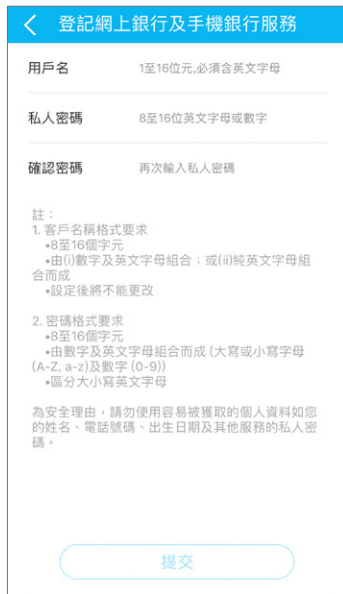 登記網上銀行及手機銀行服務
用戶名 1至16位元,必須含英文字母
私人密碼 8至16位英文字母或數字
確認密碼 再次輸入私人密碼
註：
1. 客戶名稱格式要求
•8至16個字元
•由(i)數字及英文字母組合；或(ii)純英文字母組
合而成
•設定後將不能更改
2. 密碼格式要求
•8至16個字元
•由數字及英文字母組合而成 (大寫或小寫字母
(A-Z, a-z)及數字 (0-9))
•區分大小寫英文字母
為安全理由，請勿使用容易被獲取的個人資料如您
的姓名、電話號碼、出生日期及其他服務的私人密
碼。
提交